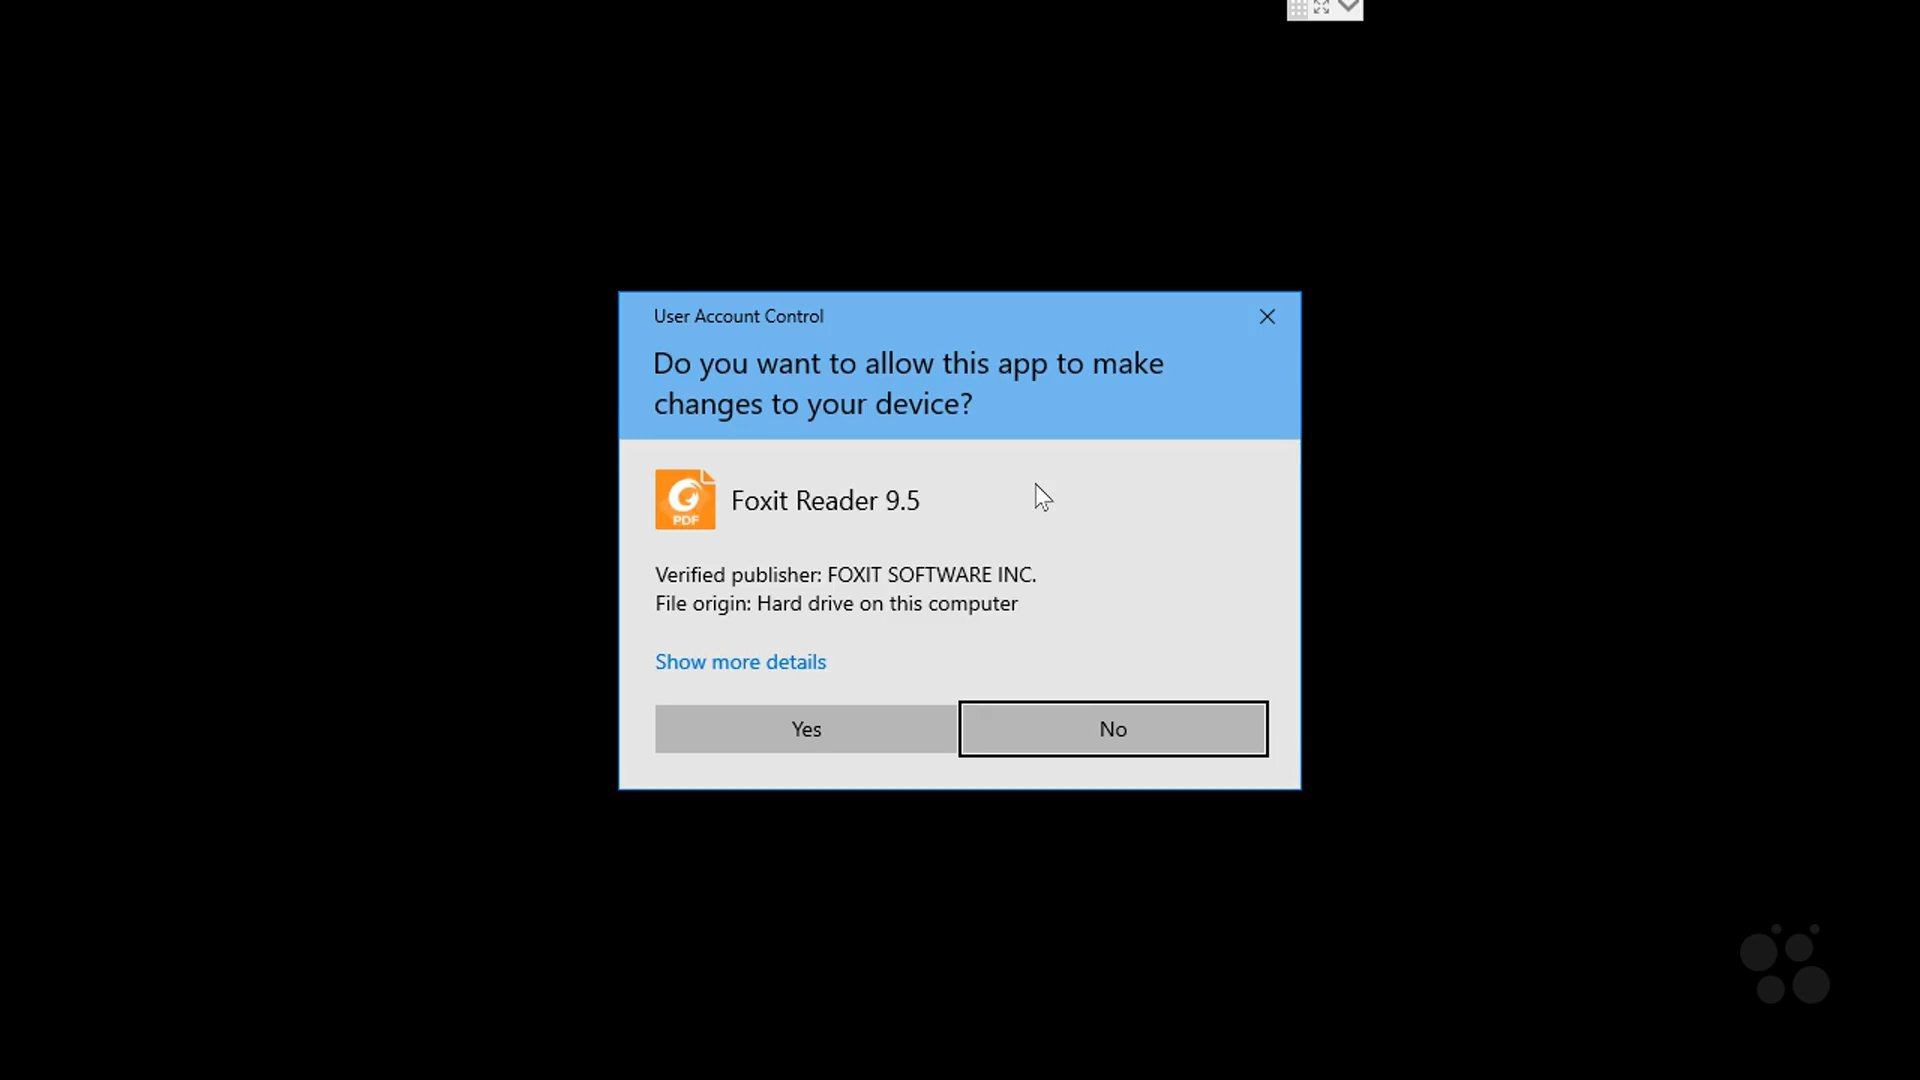 User Account Control
Do you want to allow this app to make
changes to your device?
PDF
Foxit Reader 9.5
Verified publisher: FOXIT SOFTWARE INC.
File origin: Hard drive on this computer
Show more details
Yes
No